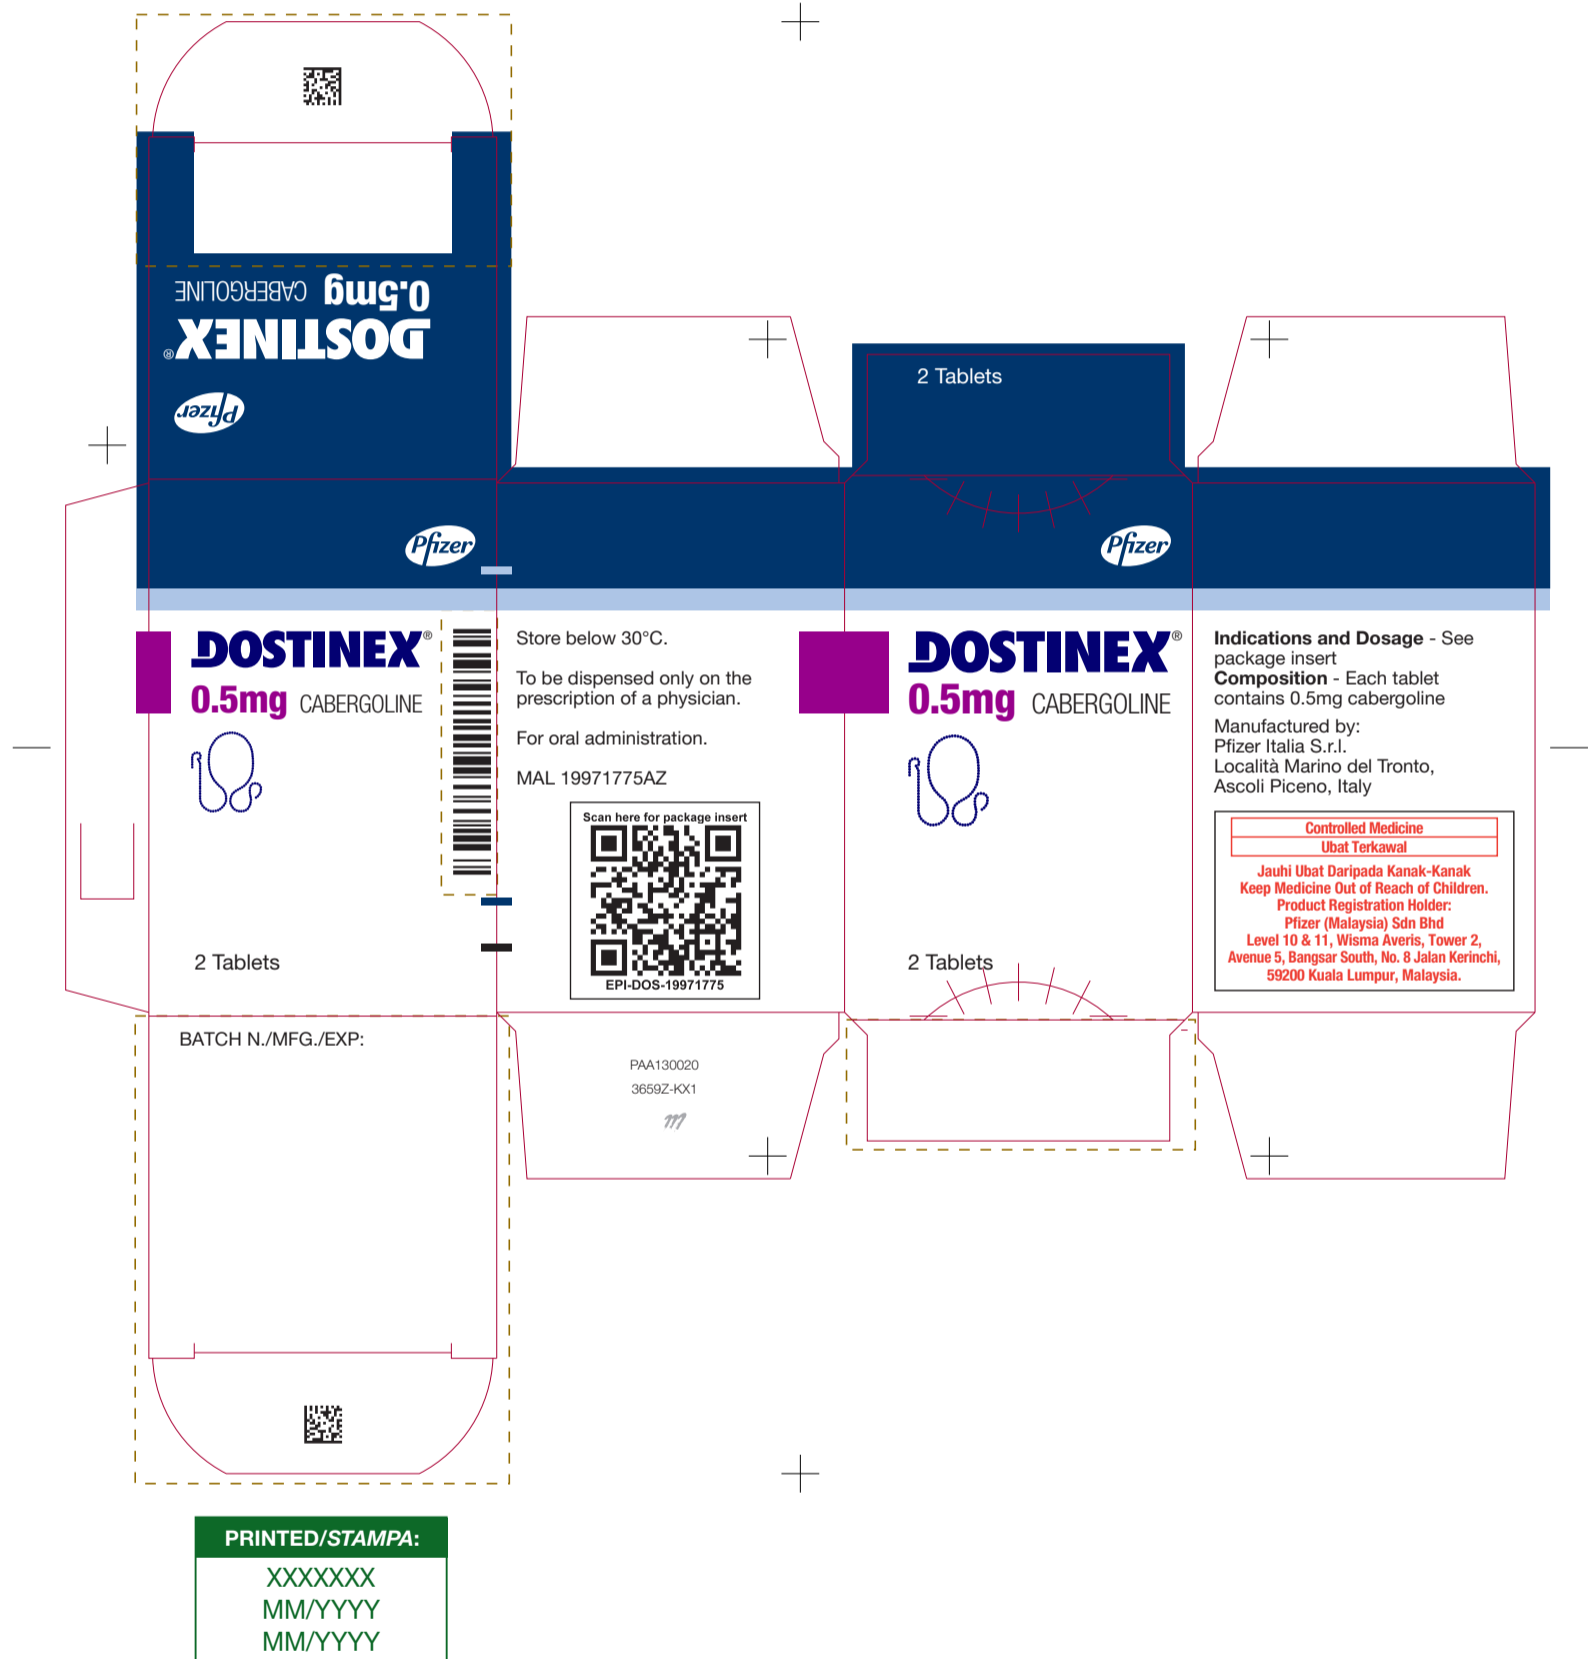 DOSTINEX®
0.5mg CABERGOLINE
Pfizer
2 Tablets
Pfizer
DOSTINEX®
0.5mg CABERGOLINE
2 Tablets
BATCH N./MFG./EXP:
Store below 30°C.
To be dispensed only on the
prescription of a physician.
For oral administration.
MAL 19971775AZ
Scan here for package insert
EPI-DOS-19971775
PAA130020
3659Z-KX1
Pfizer
DOSTINEX®
0.5mg CABERGOLINE
2 Tablets
Indications and Dosage - See
package insert
Composition - Each tablet
contains 0.5mg cabergoline
Manufactured by:
Pfizer Italia S.r.l.
Località Marino del Tronto,
Ascoli Piceno, Italy
Controlled Medicine
Ubat Terkawal
Jauhi Ubat Daripada Kanak-Kanak
Keep Medicine Out of Reach of Children.
Product Registration Holder:
Pfizer (Malaysia) Sdn Bhd
Level 10 & 11, Wisma Averis, Tower 2,
Avenue 5, Bangsar South, No. 8 Jalan Kerinchi,
59200 Kuala Lumpur, Malaysia.
PRINTED/STAMPA:
XXXXXXX
MM/YYYY
MM/YYYY